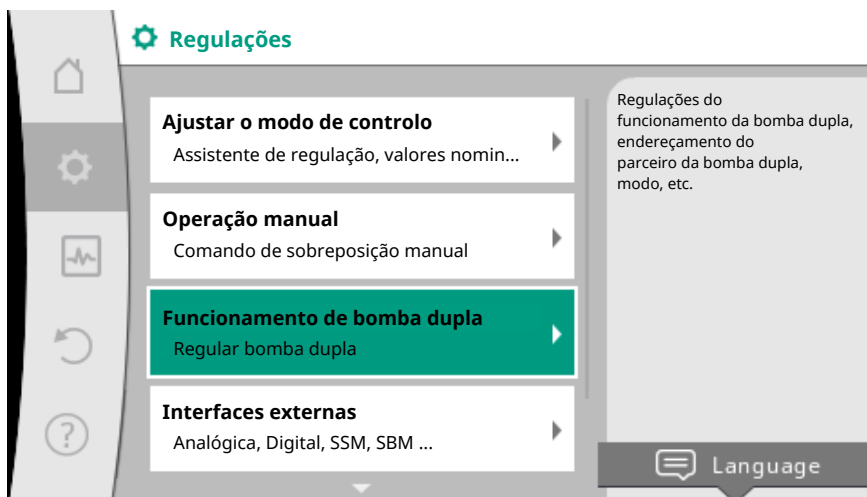 Regulações
Ajustar o modo de controlo
Assistente de regulação, valores nomin...
Operação manual
Comando de sobreposição manual
Funcionamento de bomba dupla
Regular bomba dupla
Interfaces externas
Analógica, Digital, SSM, SBM ...
Regulações do
funcionamento da bomba dupla,
endereçamento do
parceiro da bomba dupla,
modo, etc.
Language